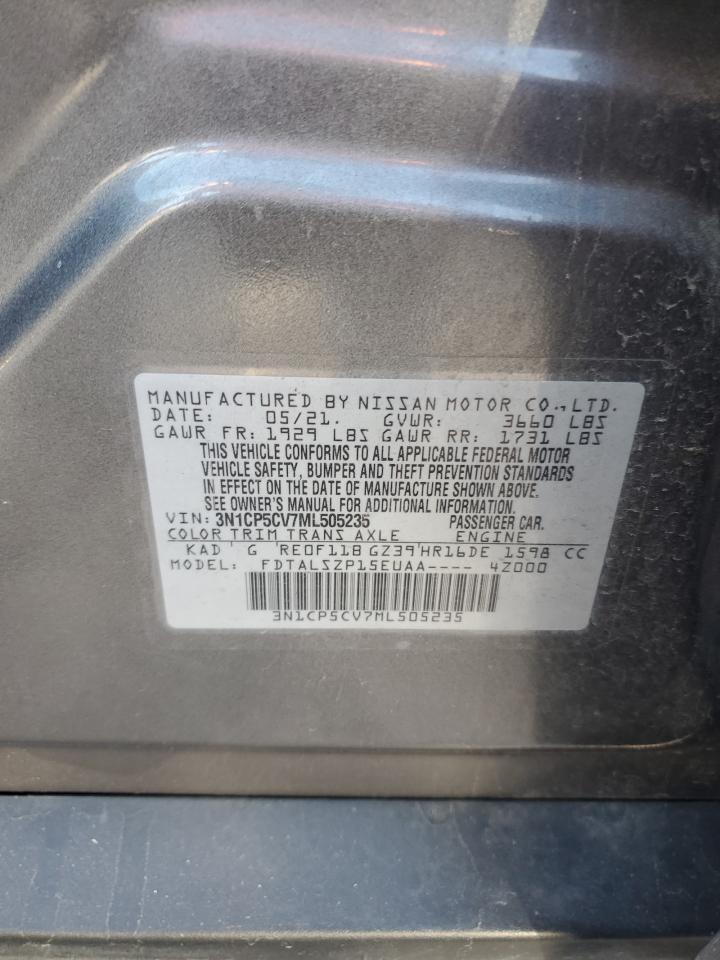 MANUFACTURED BY NISSAN MOTOR CO.,LTD.
DATE: 05/21. GVWR: 3660 LBS
GAWR FR: 1929 LBS GAWR RR: 1731 LBS
THIS VEHICLE CONFORMS TO ALL APPLICABLE FEDERAL MOTOR
VEHICLE SAFETY, BUMPER AND THEFT PREVENTION STANDARDS
IN EFFECT ON THE DATE OF MANUFACTURE SHOWN ABOVE.
SEE OWNER'S MANUAL FOR ADDITIONAL INFORMATION.
VIN: 3N1CP5CV7ML505235 PASSENGER CAR.
COLOR TRIM TRANS AXLE ENGINE
KAD G RE0F11B GZ39 HR16DE 1598 CC
MODEL: FDTALSZP15EUAA---- 4Z000
3N1CP5CV7ML505235